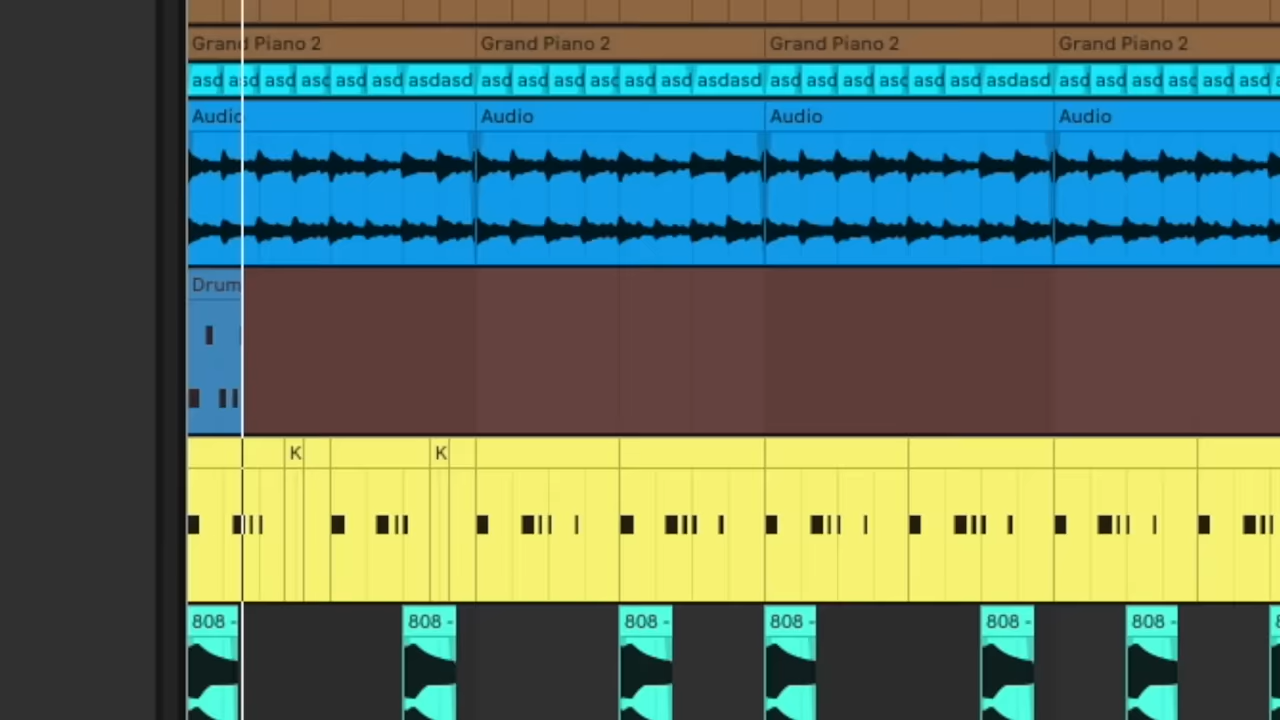 Grand Piano 2 Grand Piano 2 Grand Piano 2 Grand Piano 2
asd asd asd asd asd asd asdasd asd asd asd asd asd asd asdasd asd asd asd asd asd asd asdasd asd asd asd asd asd asd
Audio Audio Audio Audio
Drum
K K
808 - 808 - 808 - 808 - 808 - 808 -